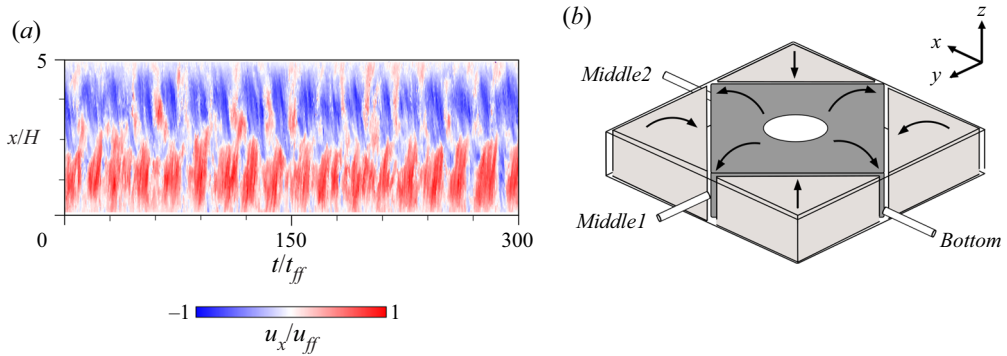 (a)
5
x/H
0
150
300
t/t_ff
–1
1
u_x/u_ff
(b)
z
x
y
Middle2
Middle1
Bottom